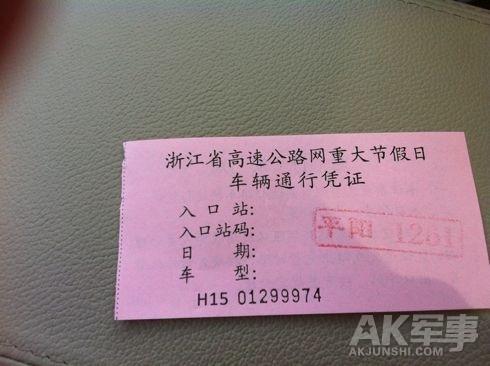 浙江省高速公路网重大节假日
车辆通行凭证
入口站:
入口站码:
平阳 1261
日期:
车型:
H15 01299974
AK军事
AKJUNSHI.COM